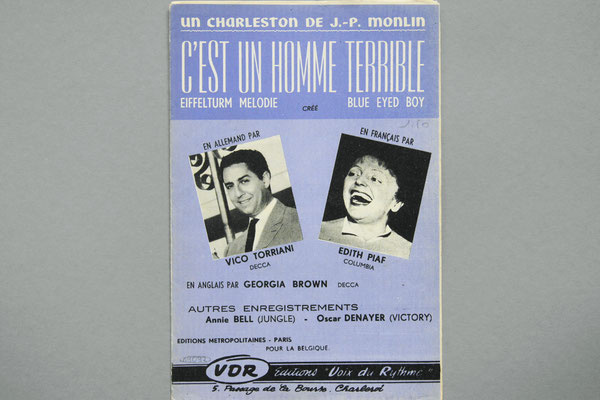 un CHARLESTON DE J.-P. MONLIN
C'EST UN HOMME TERRIBLE
EIFFELTURM MELODIE CRÉÉ BLUE EYED BOY
EN ALLEMAND PAR
VICO TORRIANI
DECCA
EN FRANÇAIS PAR
EDITH PIAF
COLUMBIA
EN ANGLAIS PAR GEORGIA BROWN DECCA
AUTRES ENREGISTREMENTS
Annie BELL (JUNGLE) - Oscar DENAYER (VICTORY)
EDITIONS METROPOLITAINES - PARIS
POUR LA BELGIQUE.
VDR Editions "Voix du Rythme"
5. Passage de la Bourse. Charleroi